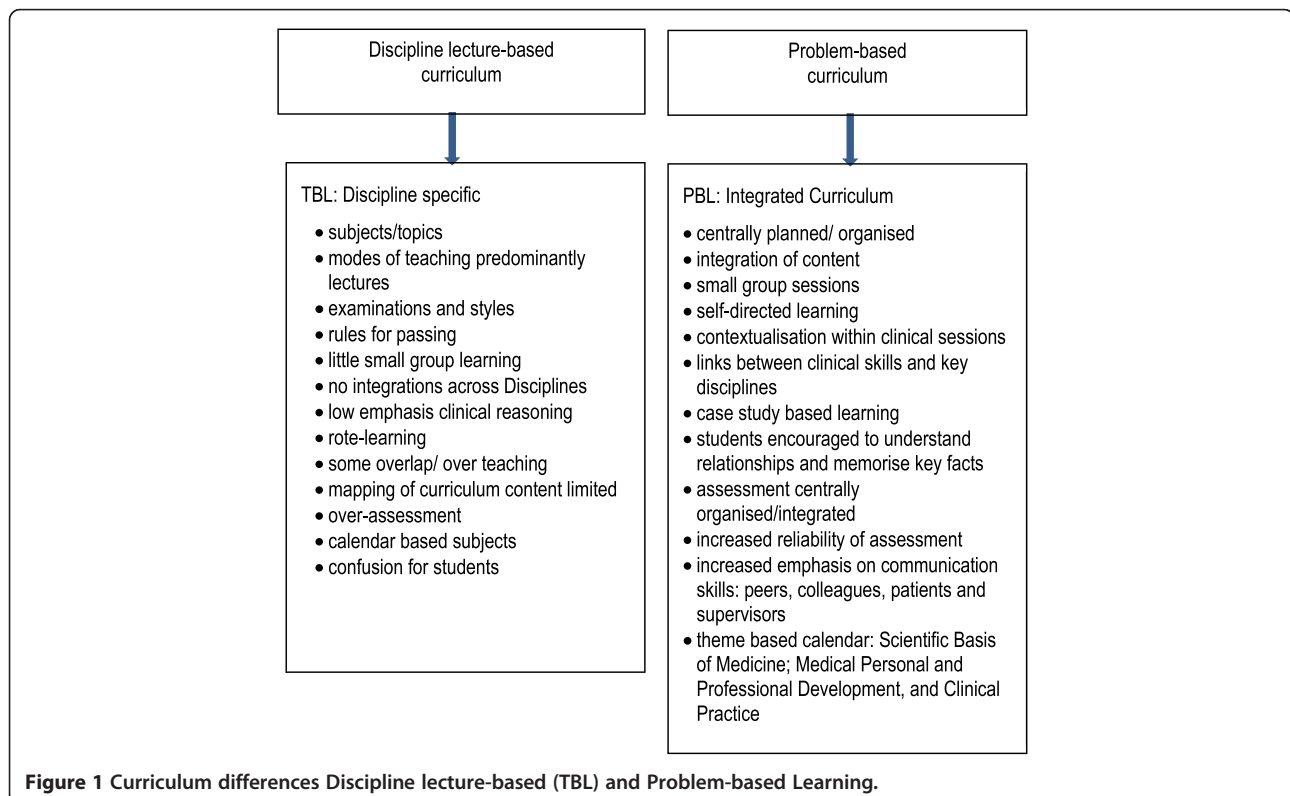 Discipline lecture-based
curriculum
TBL: Discipline specific
• subjects/topics
• modes of teaching predominantly
lectures
• examinations and styles
• rules for passing
• little small group learning
• no integrations across Disciplines
• low emphasis clinical reasoning
• rote-learning
• some overlap/ over teaching
• mapping of curriculum content limited
• over-assessment
• calendar based subjects
• confusion for students
Problem-based
curriculum
PBL: Integrated Curriculum
• centrally planned/ organised
• integration of content
• small group sessions
• self-directed learning
• contextualisation within clinical sessions
• links between clinical skills and key
disciplines
• case study based learning
• students encouraged to understand
relationships and memorise key facts
• assessment centrally
organised/integrated
• increased reliability of assessment
• increased emphasis on communication
skills: peers, colleagues, patients and
supervisors
• theme based calendar: Scientific Basis
of Medicine; Medical Personal and
Professional Development, and Clinical
Practice
Figure 1 Curriculum differences Discipline lecture-based (TBL) and Problem-based Learning.